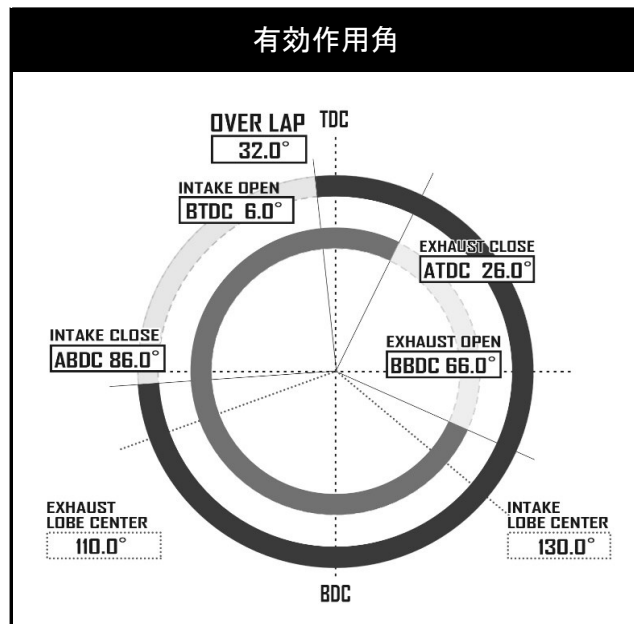 有効作用角
OVER LAP
32.0°
TDC
INTAKE OPEN
BTDC 6.0°
EXHAUST CLOSE
ATDC 26.0°
INTAKE CLOSE
ABDC 86.0°
EXHAUST OPEN
BBDC 66.0°
EXHAUST
LOBE CENTER
110.0°
INTAKE
LOBE CENTER
130.0°
BDC